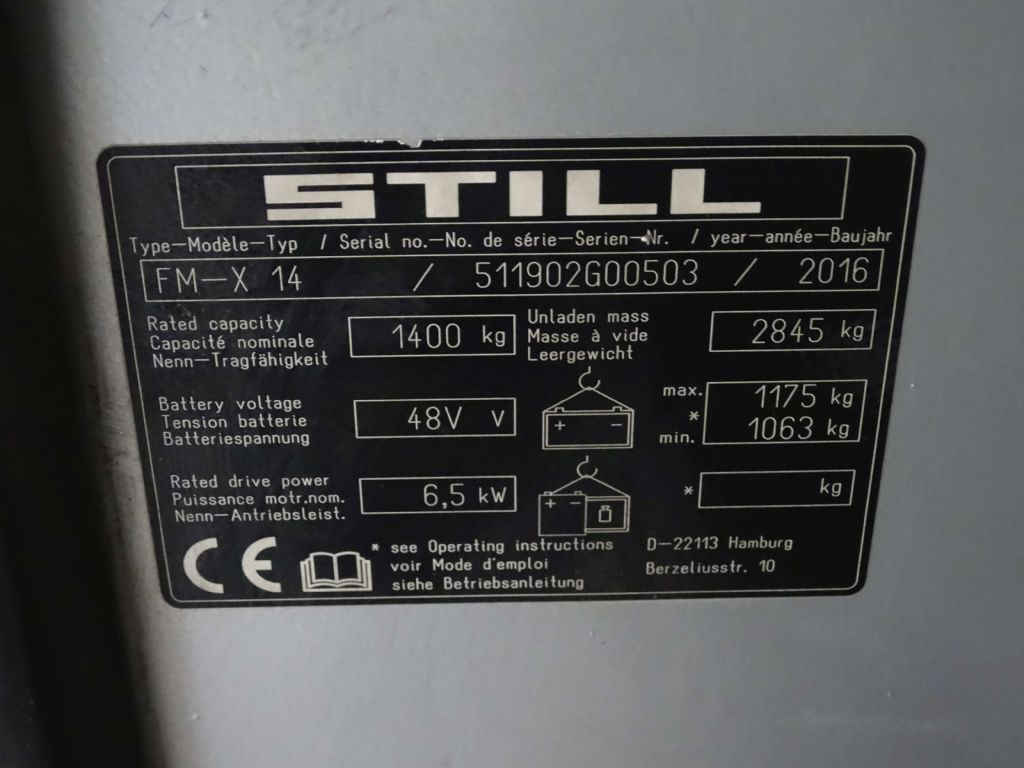 STILL
Type-Modèle-Typ / Serial no.-No. de série-Serien-Nr. / year-année-Baujahr
FM-X 14 / 511902G00503 / 2016
Rated capacity
Capacité nominale
Nenn-Tragfähigkeit
1400 kg
Unladen mass
Masse à vide
Leergewicht
2845 kg
Battery voltage
Tension batterie
Batteriespannung
48V V
max. 1175 kg
*
min. 1063 kg
Rated drive power
Puissance motr.nom.
Nenn-Antriebsleist.
6,5 kW
* kg
CE
* see Operating instructions
voir Mode d'emploi
siehe Betriebsanleitung
D-22113 Hamburg
Berzeliusstr. 10